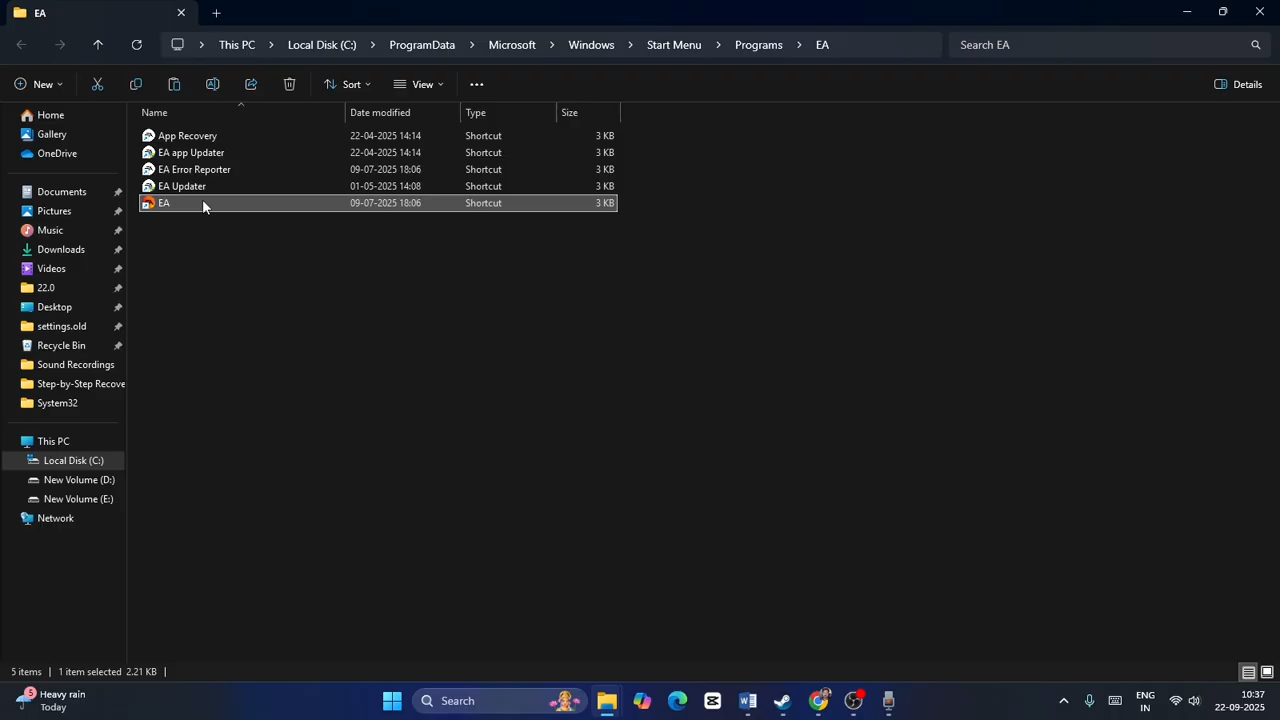 EA
This PC > Local Disk (C:) > ProgramData > Microsoft > Windows > Start Menu > Programs > EA
Search EA
New
Sort
View
Details
Name Date modified Type Size
App Recovery 22-04-2025 14:14 Shortcut 3 KB
EA app Updater 22-04-2025 14:14 Shortcut 3 KB
EA Error Reporter 09-07-2025 18:06 Shortcut 3 KB
EA Updater 01-05-2025 14:08 Shortcut 3 KB
EA 09-07-2025 18:06 Shortcut 3 KB
Home
Gallery
OneDrive
Documents
Pictures
Music
Downloads
Videos
22.0
Desktop
settings.old
Recycle Bin
Sound Recordings
Step-by-Step Recove
System32
This PC
Local Disk (C:)
New Volume (D:)
New Volume (E:)
Network
5 items | 1 item selected 2.21 KB |
5
Heavy rain
Today
Search
ENG
IN
10:37
22-09-2025